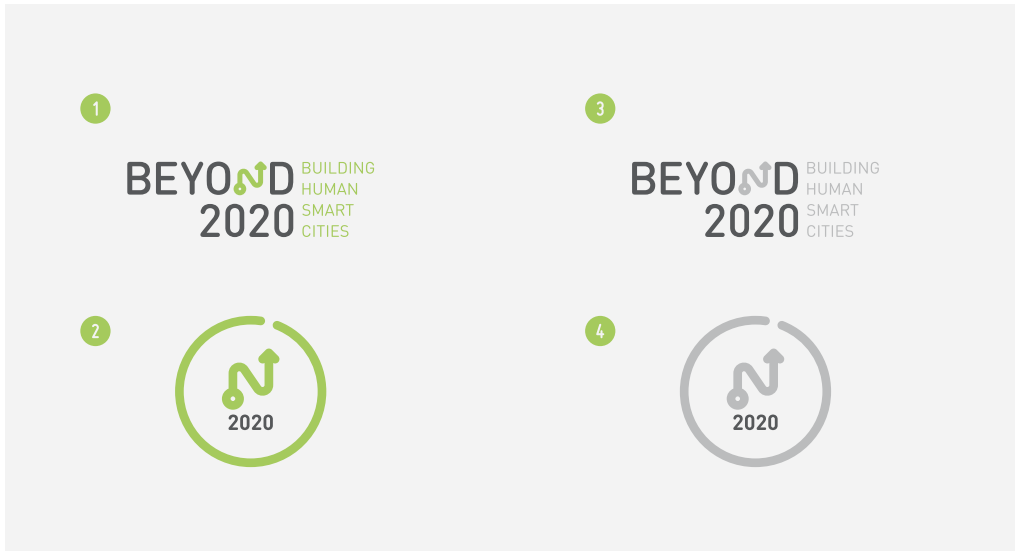 1
BEYOND
2020
BUILDING
HUMAN
SMART
CITIES
2
2020
3
BEYOND
2020
BUILDING
HUMAN
SMART
CITIES
4
2020